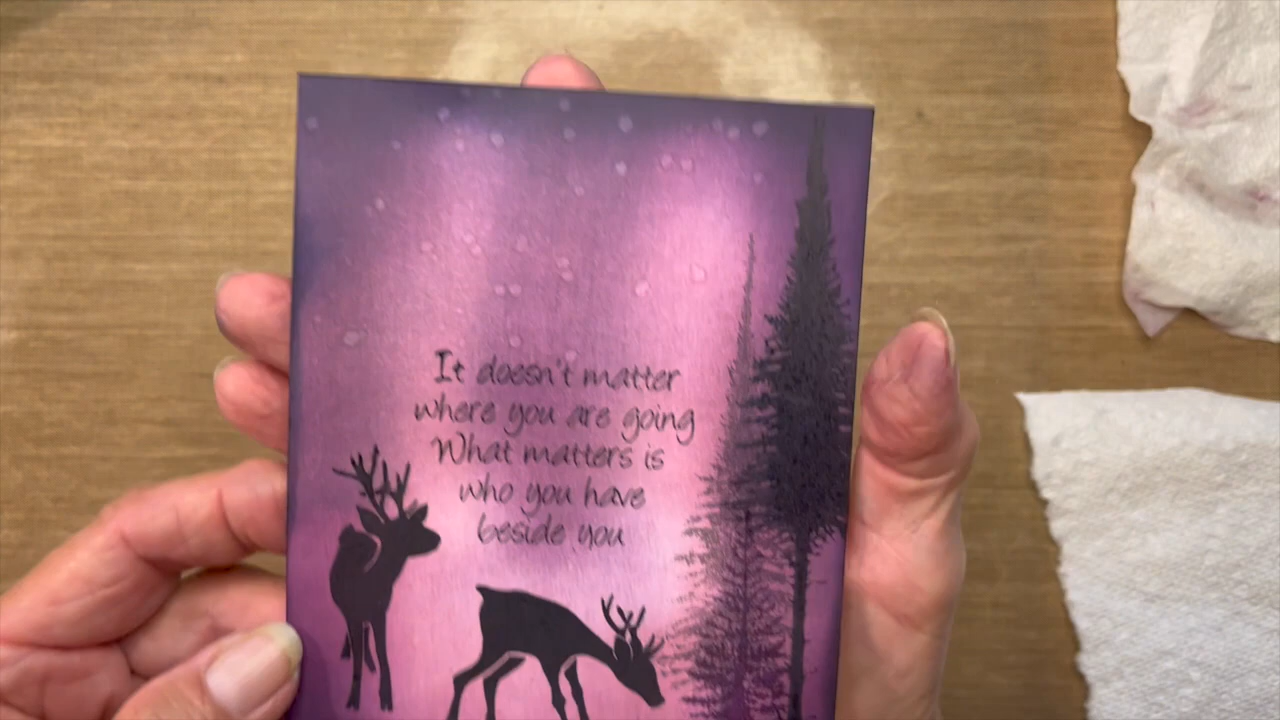 It doesn't matter
where you are going
What matters is
who you have
beside you